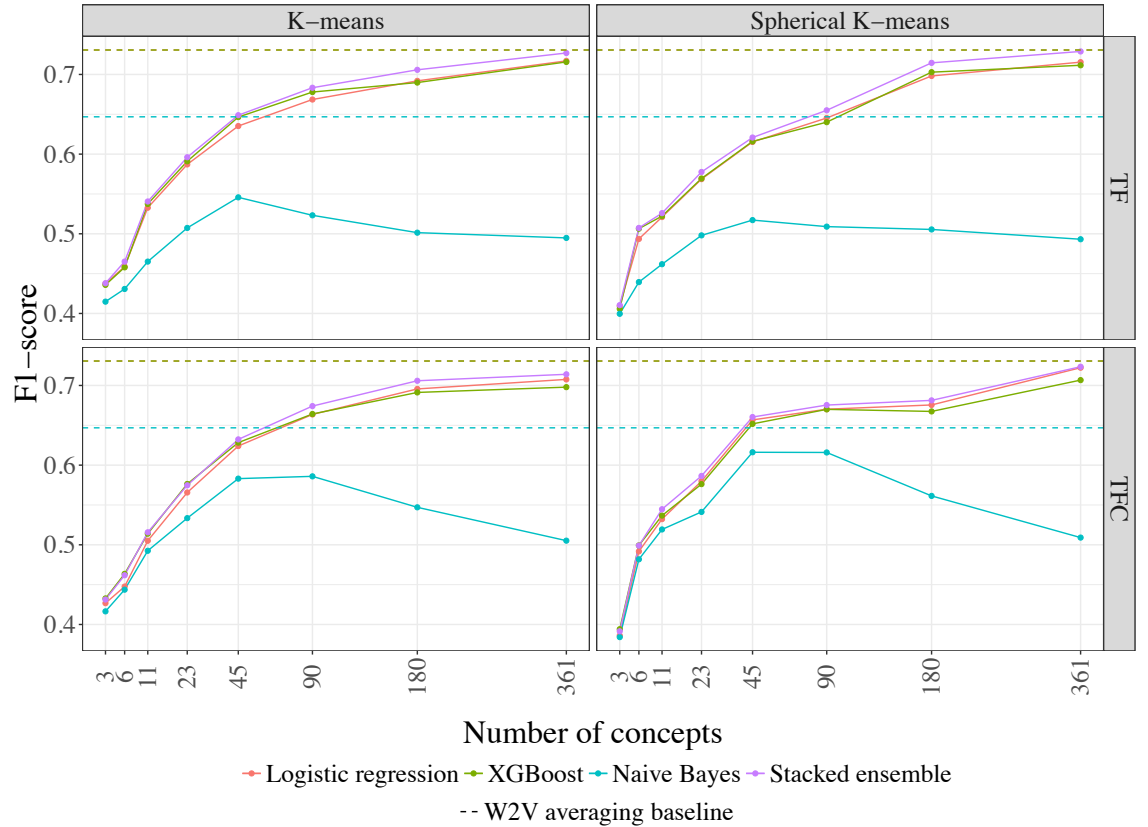 K−means
Spherical K−means
F1−score
0.7
0.6
0.5
0.4
TF
0.7
0.6
0.5
0.4
TFC
3 6 11 23 45 90 180 361
3 6 11 23 45 90 180 361
Number of concepts
Logistic regression XGBoost Naive Bayes Stacked ensemble
-- W2V averaging baseline